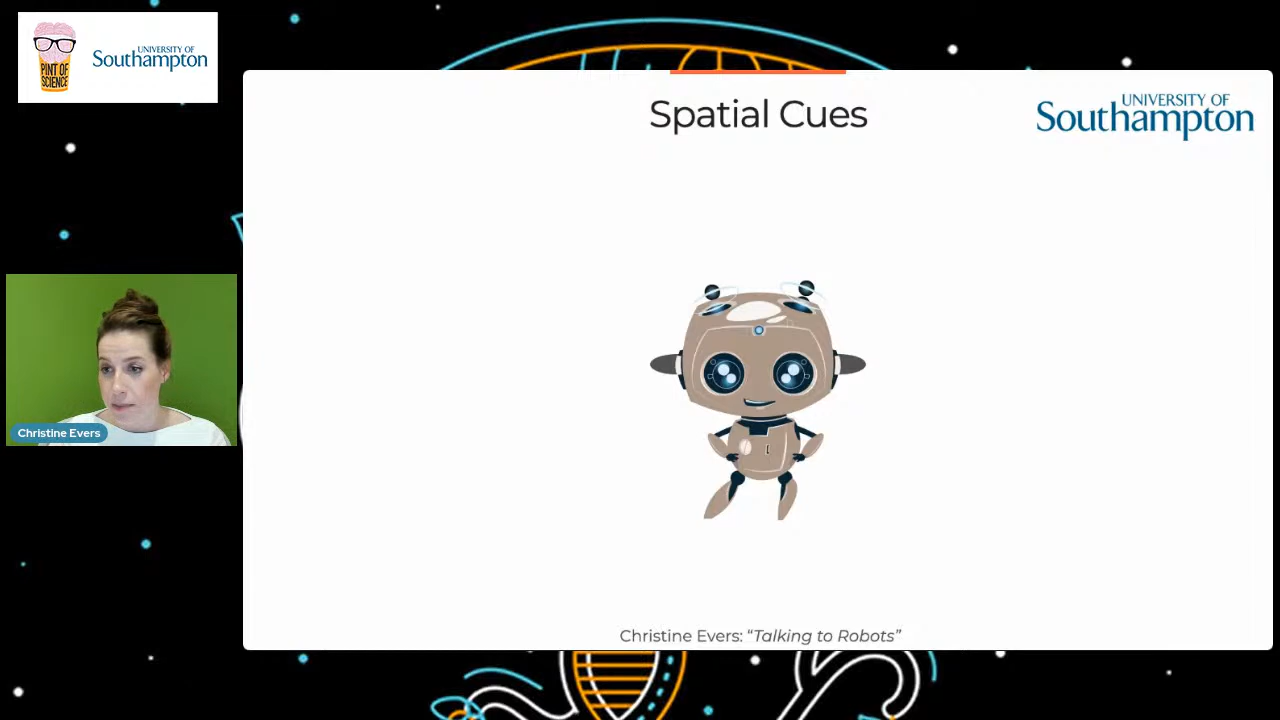 PINT OF
SCIENCE
UNIVERSITY OF
Southampton
Spatial Cues
UNIVERSITY OF
Southampton
Christine Evers
Christine Evers: “Talking to Robots”